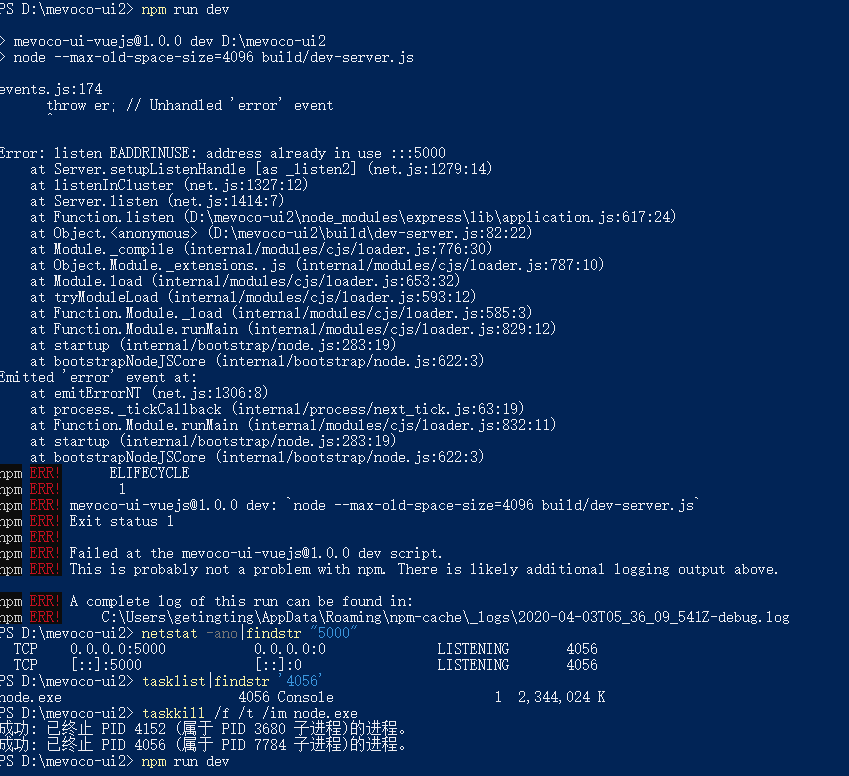 PS D:\mevoco-ui2> npm run dev
> mevoco-ui-vuejs@1.0.0 dev D:\mevoco-ui2
> node --max-old-space-size=4096 build/dev-server.js
events.js:174
throw er; // Unhandled 'error' event
^
Error: listen EADDRINUSE: address already in use :::5000
at Server.setupListenHandle [as _listen2] (net.js:1279:14)
at listenInCluster (net.js:1327:12)
at Server.listen (net.js:1414:7)
at Function.listen (D:\mevoco-ui2\node_modules\express\lib\application.js:617:24)
at Object.<anonymous> (D:\mevoco-ui2\build\dev-server.js:82:22)
at Module._compile (internal/modules/cjs/loader.js:776:30)
at Object.Module._extensions..js (internal/modules/cjs/loader.js:787:10)
at Module.load (internal/modules/cjs/loader.js:653:32)
at tryModuleLoad (internal/modules/cjs/loader.js:593:12)
at Function.Module._load (internal/modules/cjs/loader.js:585:3)
at Function.Module.runMain (internal/modules/cjs/loader.js:829:12)
at startup (internal/bootstrap/node.js:283:19)
at bootstrapNodeJSCore (internal/bootstrap/node.js:622:3)
Emitted 'error' event at:
at emitErrorNT (net.js:1306:8)
at process._tickCallback (internal/process/next_tick.js:63:19)
at Function.Module.runMain (internal/modules/cjs/loader.js:832:11)
at startup (internal/bootstrap/node.js:283:19)
at bootstrapNodeJSCore (internal/bootstrap/node.js:622:3)
npm ERR! ELIFECYCLE
npm ERR! 1
npm ERR! mevoco-ui-vuejs@1.0.0 dev: `node --max-old-space-size=4096 build/dev-server.js`
npm ERR! Exit status 1
npm ERR!
npm ERR! Failed at the mevoco-ui-vuejs@1.0.0 dev script.
npm ERR! This is probably not a problem with npm. There is likely additional logging output above.
npm ERR! A complete log of this run can be found in:
npm ERR! C:\Users\getingting\AppData\Roaming\npm-cache\_logs\2020-04-03T05_36_09_541Z-debug.log
PS D:\mevoco-ui2> netstat -ano|findstr "5000"
TCP 0.0.0.0:5000 0.0.0.0:0 LISTENING 4056
TCP [::]:5000 [::]:0 LISTENING 4056
PS D:\mevoco-ui2> tasklist|findstr '4056'
node.exe 4056 Console 1 2,344,024 K
PS D:\mevoco-ui2> taskkill /f /t /im node.exe
成功: 已终止 PID 4152 (属于 PID 3680 子进程)的进程。
成功: 已终止 PID 4056 (属于 PID 7784 子进程)的进程。
PS D:\mevoco-ui2> npm run dev